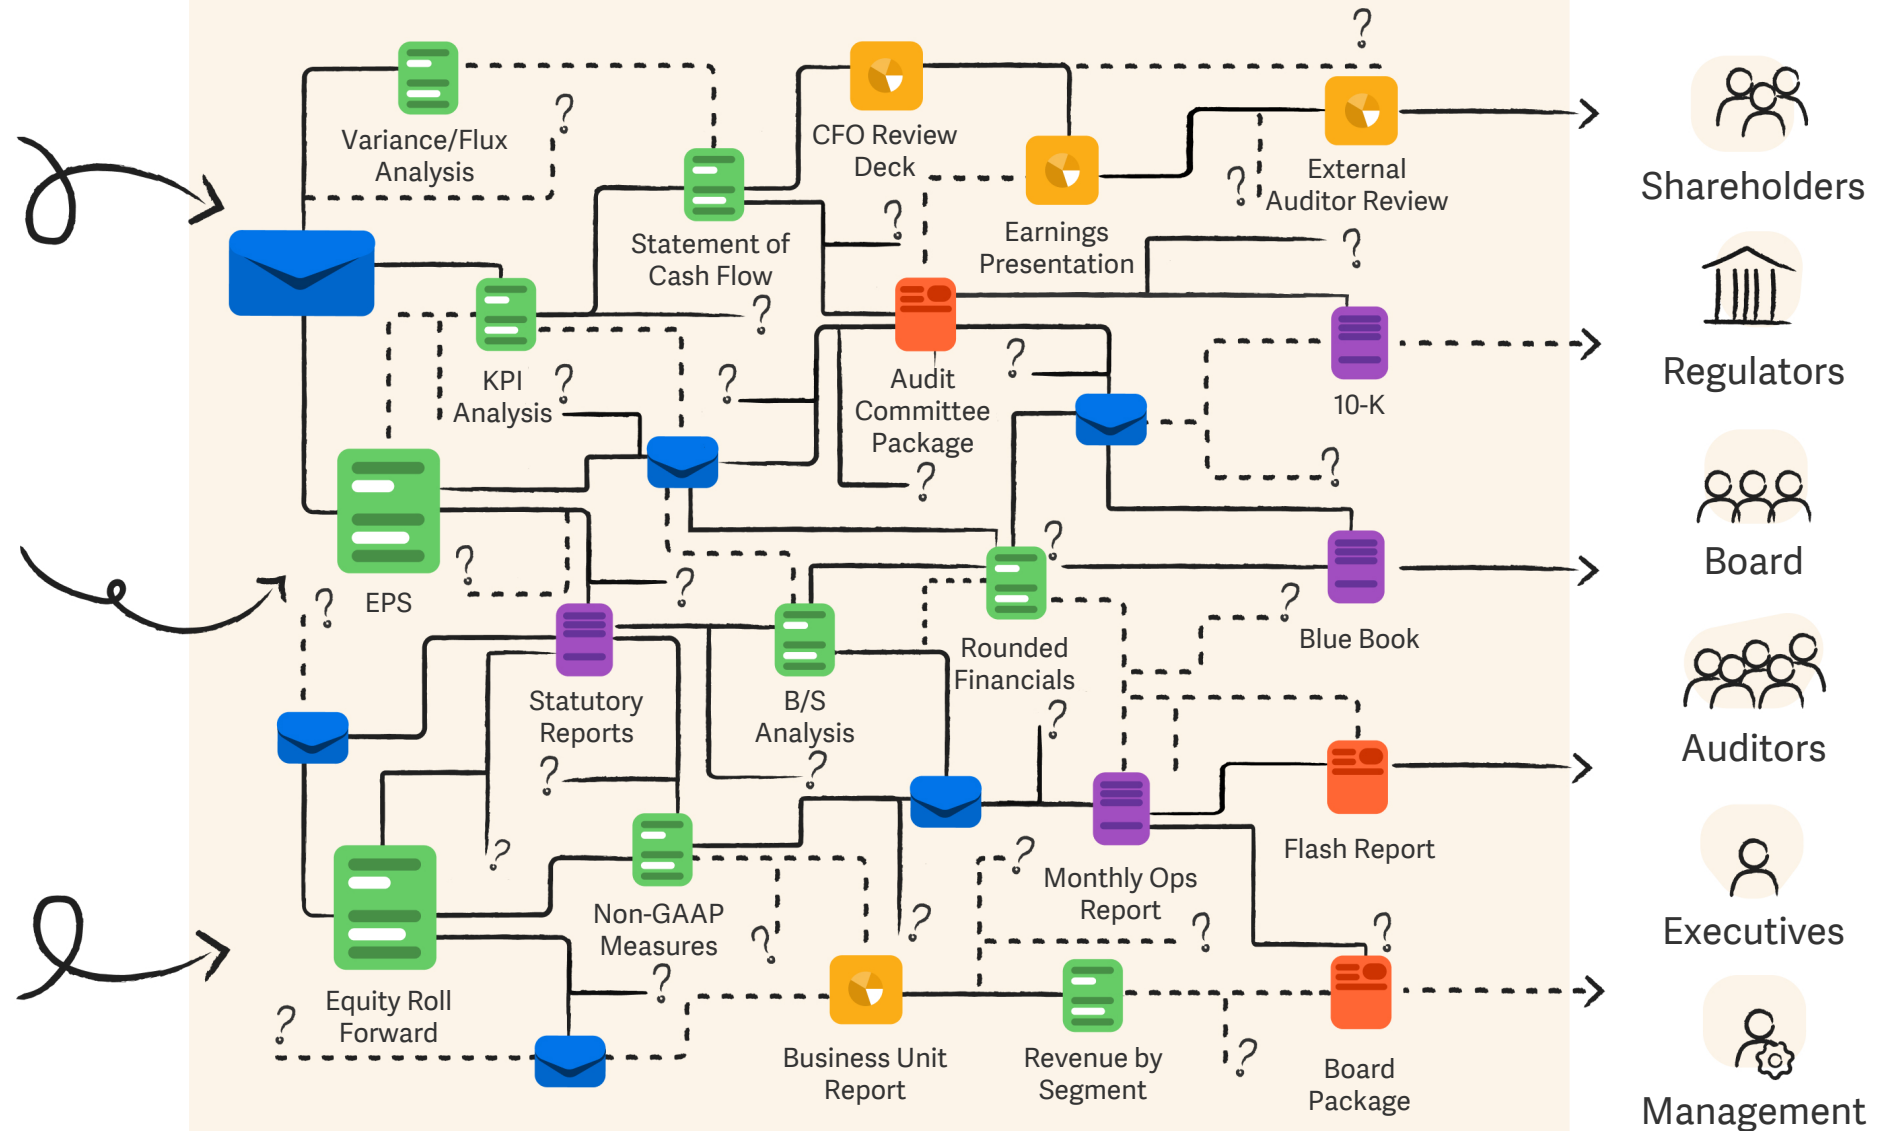 ?
Variance/Flux
Analysis
?
CFO Review
Deck
External
Auditor Review
?
Shareholders
Statement of
Cash Flow
?
Earnings
Presentation
?
?
Regulators
KPI
Analysis
?
?
Audit
Committee
Package
?
10-K
?
?
EPS
?
?
?
?
Board
Statutory
Reports
B/S
Analysis
Rounded
Financials
?
Blue Book
?
?
?
?
Auditors
?
Non-GAAP
Measures
?
?
Monthly Ops
Report
?
Flash Report
?
?
Executives
Equity Roll
Forward
?
?
Business Unit
Report
Revenue by
Segment
?
Board
Package
Management